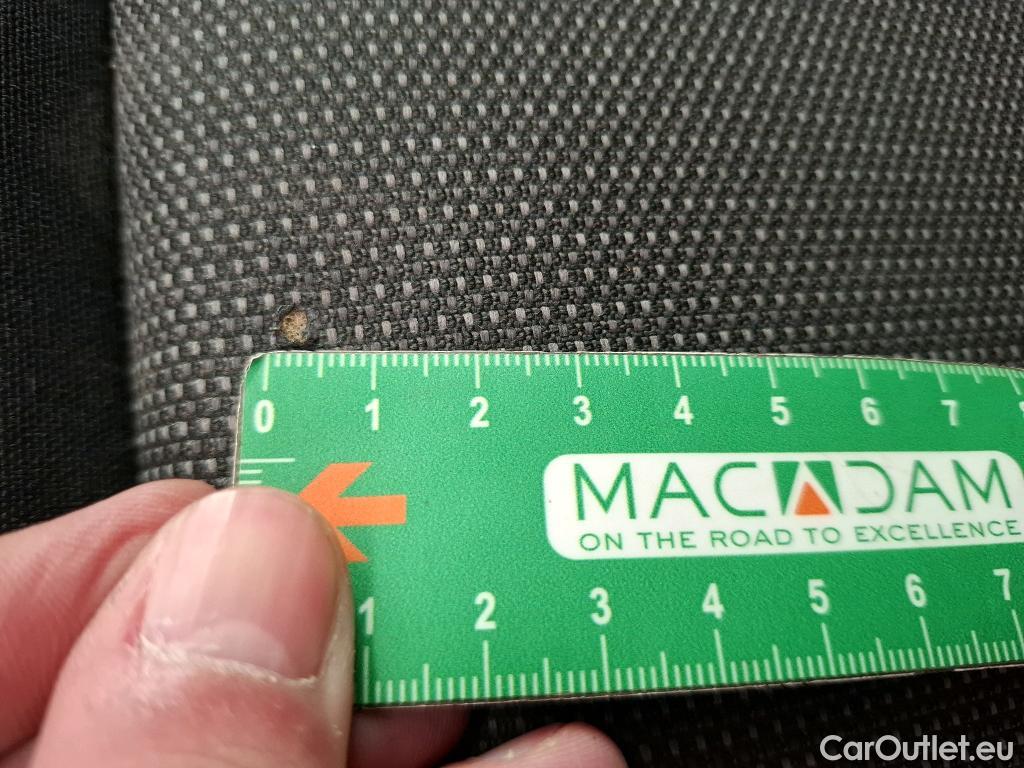 0 1 2 3 4 5 6 7 8
MACADAM
ON THE ROAD TO EXCELLENCE
1 2 3 4 5 6 7
CarOutlet.eu